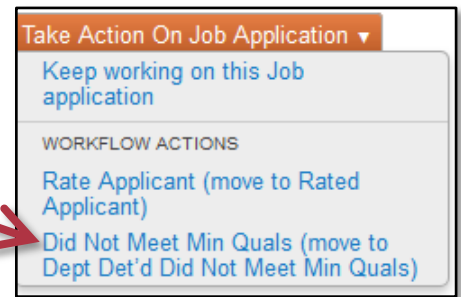 Take Action On Job Application ▾
Keep working on this Job
application
WORKFLOW ACTIONS
Rate Applicant (move to Rated
Applicant)
Did Not Meet Min Quals (move to
Dept Det'd Did Not Meet Min Quals)